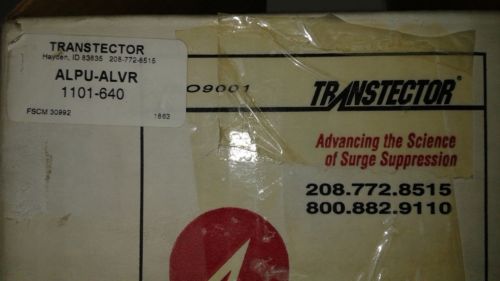 TRANSTECTOR
Hayden, ID 83835 208-772-8515
ALPU-ALVR
1101-640
FSCM 30992
1862
O9001
TRANSTECTOR®
Advancing the Science
of Surge Suppression
208.772.8515
800.882.9110